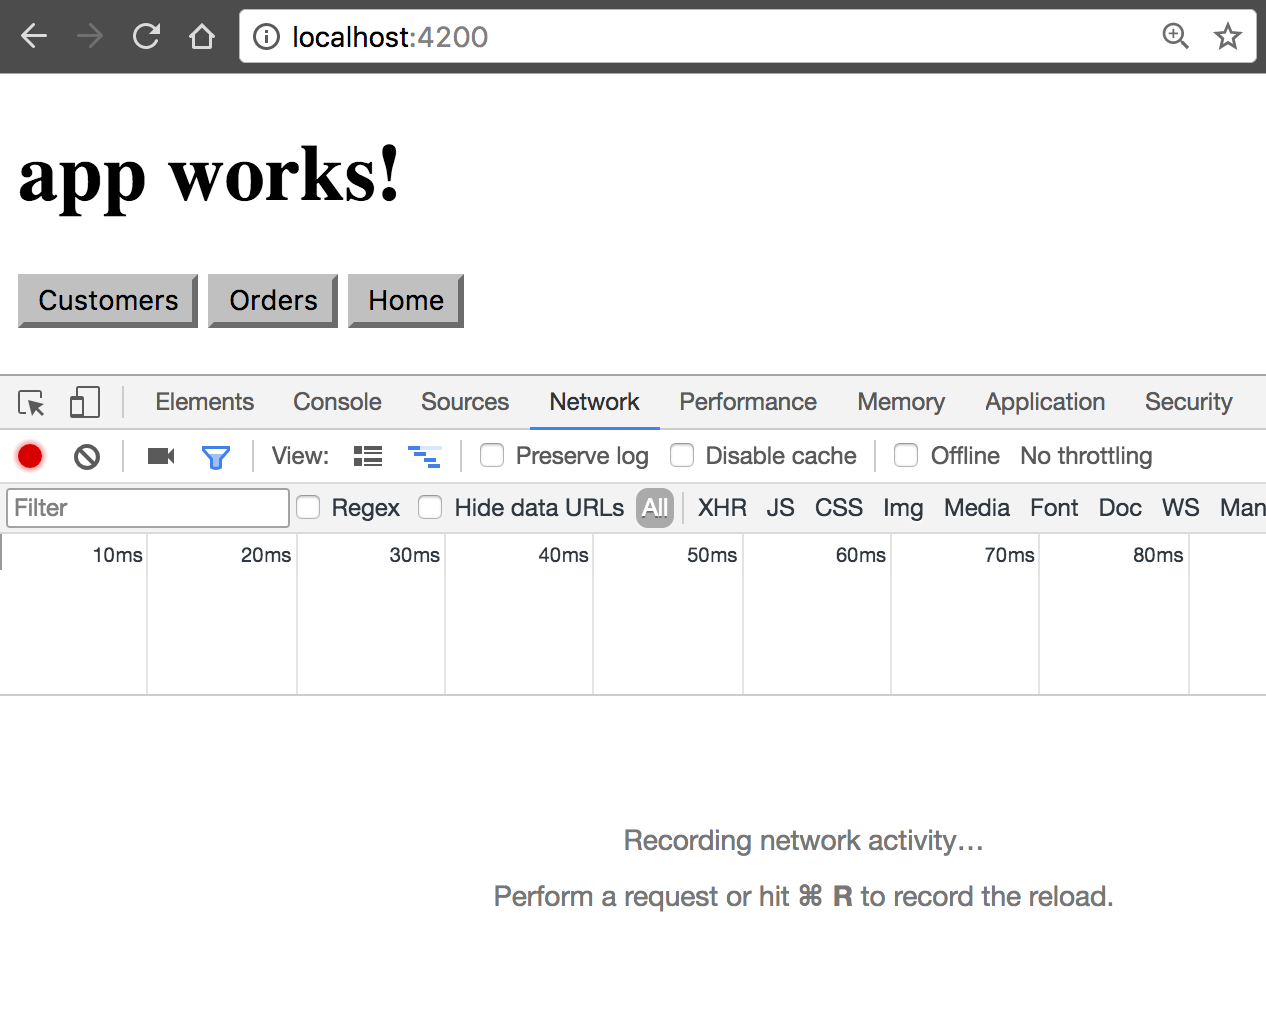 localhost:4200
app works!
Customers Orders Home
Elements Console Sources Network Performance Memory Application Security
View: Preserve log Disable cache Offline No throttling
Filter Regex Hide data URLs All XHR JS CSS Img Media Font Doc WS Man
10ms 20ms 30ms 40ms 50ms 60ms 70ms 80ms
Recording network activity…
Perform a request or hit ⌘ R to record the reload.